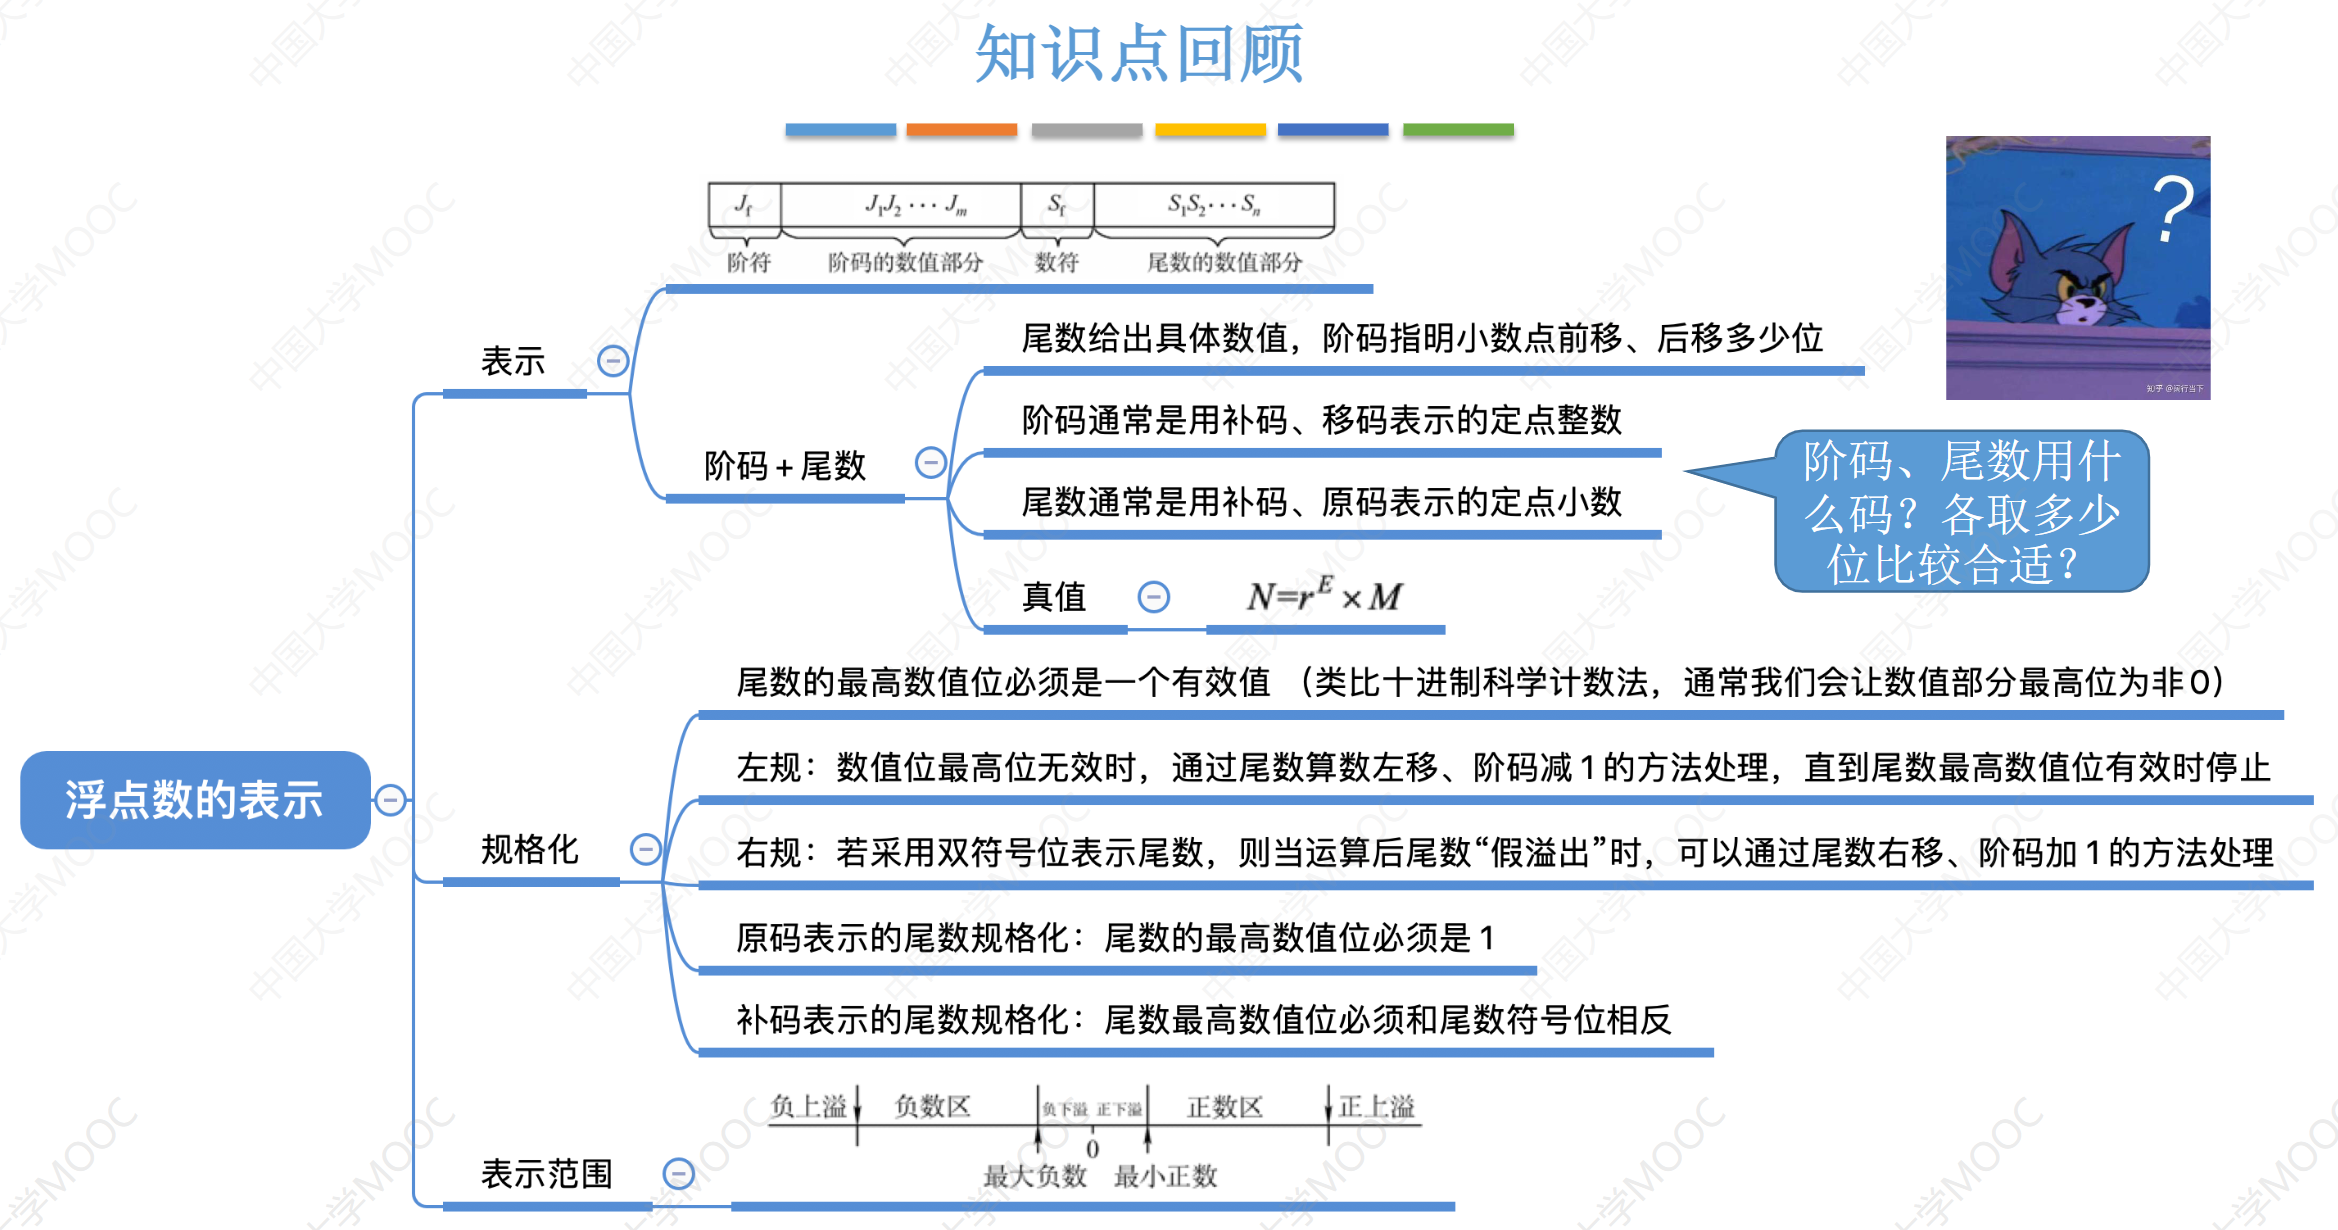 知识点回顾
J_f J_1J_2 ··· J_m S_f S_1S_2···S_n
阶符 阶码的数值部分 数符 尾数的数值部分
?
知乎 @闲行当下
表示
尾数给出具体数值，阶码指明小数点前移、后移多少位
阶码通常是用补码、移码表示的定点整数
阶码 + 尾数
尾数通常是用补码、原码表示的定点小数
真值
N=r^E × M
阶码、尾数用什
么码？各取多少
位比较合适？
浮点数的表示
规格化
尾数的最高数值位必须是一个有效值 （类比十进制科学计数法，通常我们会让数值部分最高位为非0）
左规：数值位最高位无效时，通过尾数算数左移、阶码减 1 的方法处理，直到尾数最高数值位有效时停止
右规：若采用双符号位表示尾数，则当运算后尾数“假溢出”时，可以通过尾数右移、阶码加 1 的方法处理
原码表示的尾数规格化：尾数的最高数值位必须是 1
补码表示的尾数规格化：尾数最高数值位必须和尾数符号位相反
表示范围
负上溢 负数区 负下溢 正下溢 正数区 正上溢
0
最大负数 最小正数
中国大学MOOC